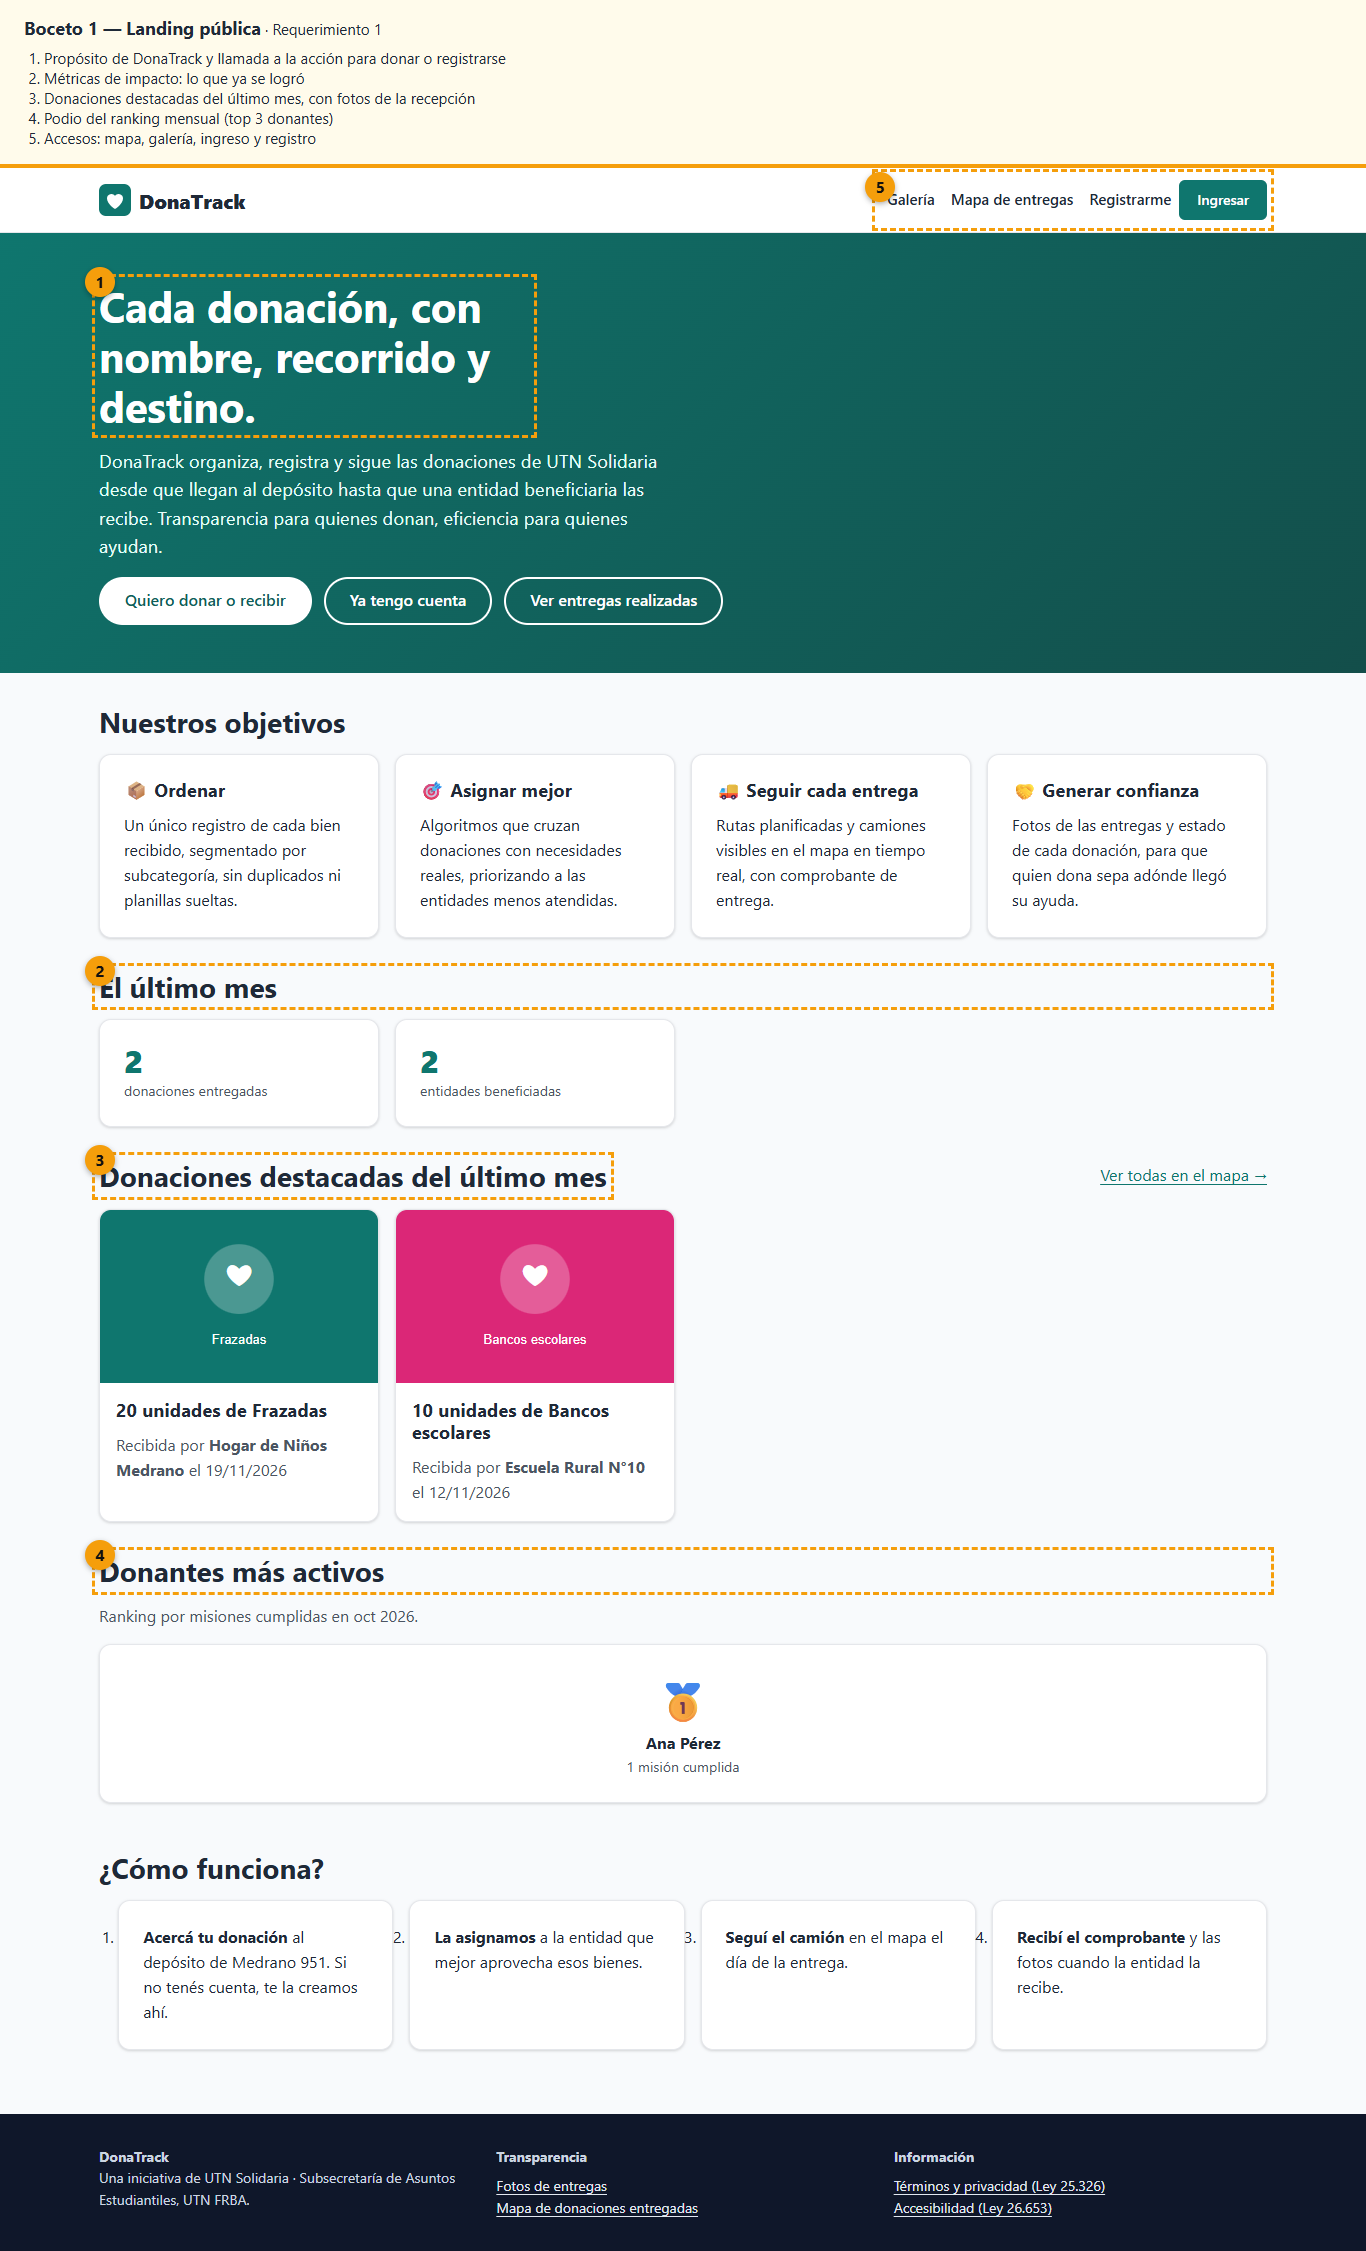 Boceto 1 — Landing pública · Requerimiento 1
1. Propósito de DonaTrack y llamada a la acción para donar o registrarse
2. Métricas de impacto: lo que ya se logró
3. Donaciones destacadas del último mes, con fotos de la recepción
4. Podio del ranking mensual (top 3 donantes)
5. Accesos: mapa, galería, ingreso y registro
DonaTrack
5
Galería Mapa de entregas Registrarme Ingresar
1
Cada donación, con
nombre, recorrido y
destino.
DonaTrack organiza, registra y sigue las donaciones de UTN Solidaria
desde que llegan al depósito hasta que una entidad beneficiaria las
recibe. Transparencia para quienes donan, eficiencia para quienes
ayudan.
Quiero donar o recibir Ya tengo cuenta Ver entregas realizadas
Nuestros objetivos
Ordenar
Un único registro de cada bien
recibido, segmentado por
subcategoría, sin duplicados ni
planillas sueltas.
Asignar mejor
Algoritmos que cruzan
donaciones con necesidades
reales, priorizando a las
entidades menos atendidas.
Seguir cada entrega
Rutas planificadas y camiones
visibles en el mapa en tiempo
real, con comprobante de
entrega.
Generar confianza
Fotos de las entregas y estado
de cada donación, para que
quien dona sepa adónde llegó
su ayuda.
2
El último mes
2
donaciones entregadas
2
entidades beneficiadas
3
Donaciones destacadas del último mes
Ver todas en el mapa →
Frazadas
20 unidades de Frazadas
Recibida por Hogar de Niños
Medrano el 19/11/2026
Bancos escolares
10 unidades de Bancos
escolares
Recibida por Escuela Rural N°10
el 12/11/2026
4
Donantes más activos
Ranking por misiones cumplidas en oct 2026.
1
Ana Pérez
1 misión cumplida
¿Cómo funciona?
1. Acercá tu donación al
depósito de Medrano 951. Si
no tenés cuenta, te la creamos
ahí.
2. La asignamos a la entidad que
mejor aprovecha esos bienes.
3. Seguí el camión en el mapa el
día de la entrega.
4. Recibí el comprobante y las
fotos cuando la entidad la
recibe.
DonaTrack
Una iniciativa de UTN Solidaria · Subsecretaría de Asuntos
Estudiantiles, UTN FRBA.
Transparencia
Fotos de entregas
Mapa de donaciones entregadas
Información
Términos y privacidad (Ley 25.326)
Accesibilidad (Ley 26.653)